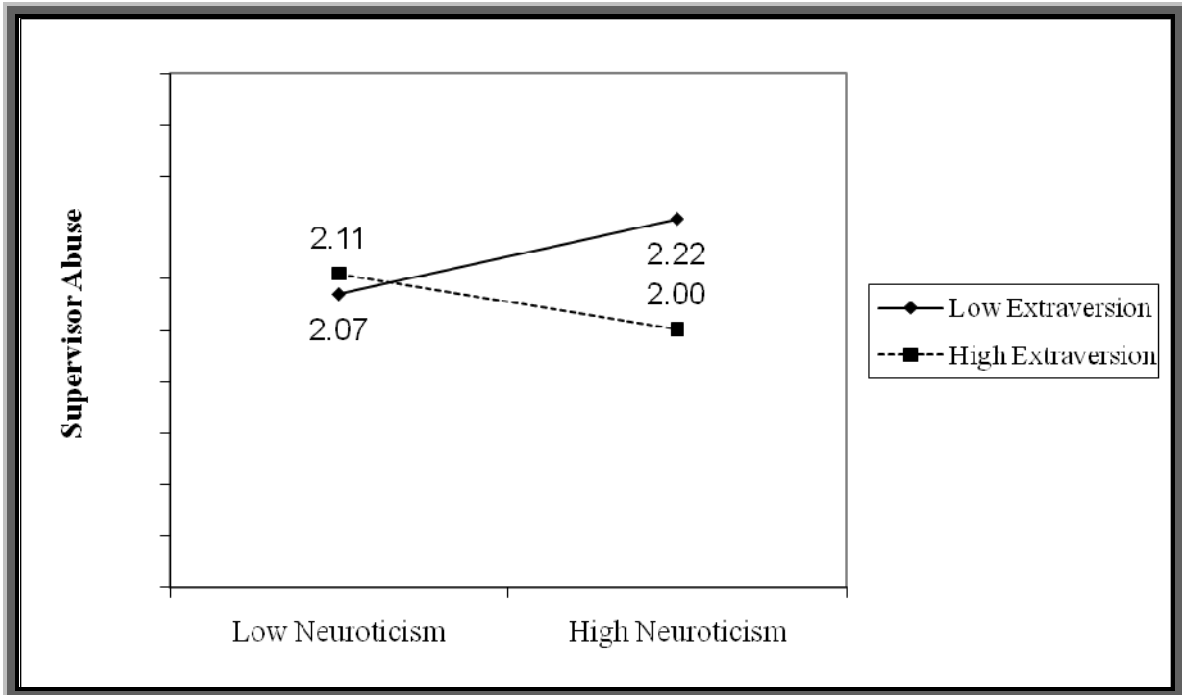 Supervisor Abuse
2.11
2.07
2.22
2.00
Low Extraversion
High Extraversion
Low Neuroticism
High Neuroticism